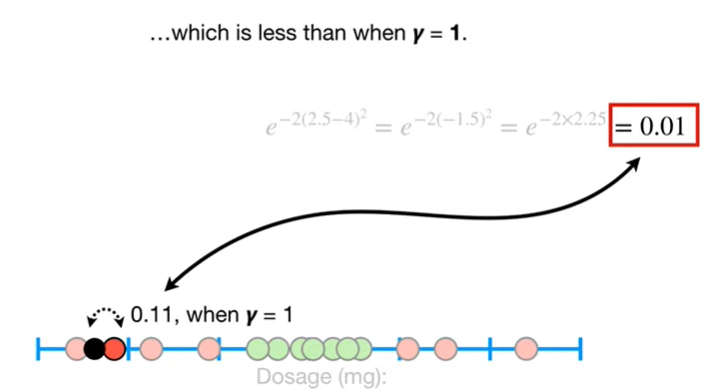 …which is less than when γ = 1.
e^{-2(2.5-4)^2} = e^{-2(-1.5)^2} = e^{-2×2.25} = 0.01
0.11, when γ = 1
Dosage (mg):